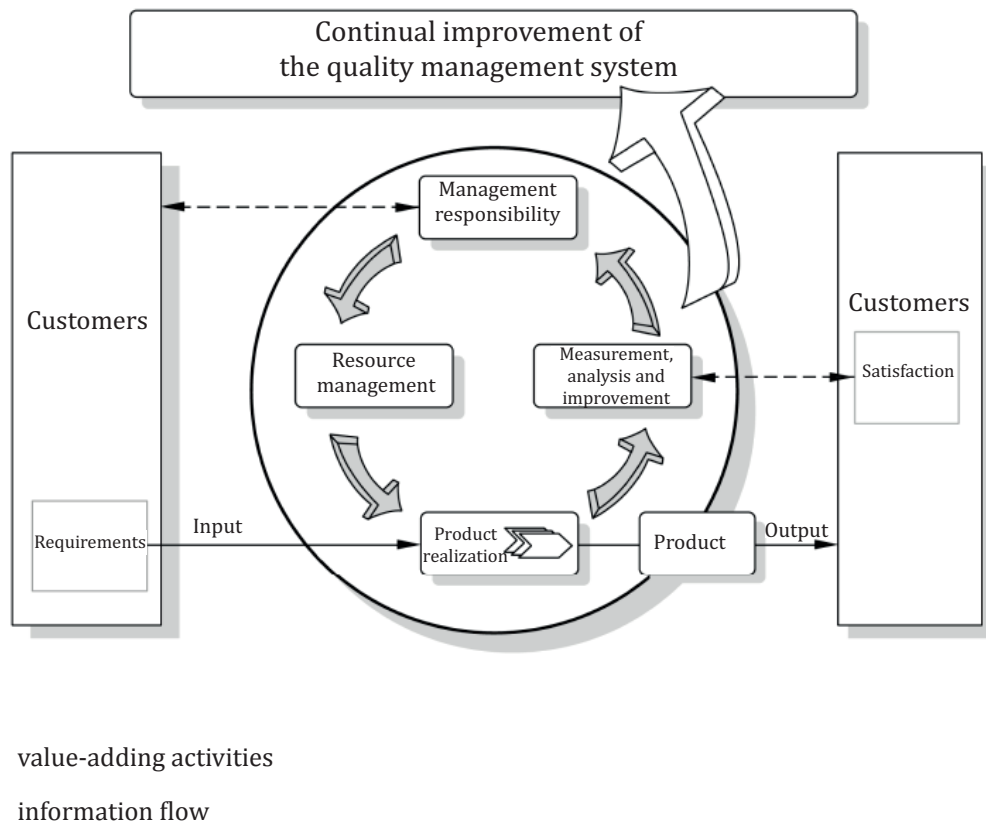 Continual improvement of
the quality management system
Management
responsibility
Customers
Customers
Resource
management
Measurement,
analysis and
improvement
Satisfaction
Requirements
Input
Product
realization
Product
Output
value-adding activities
information flow